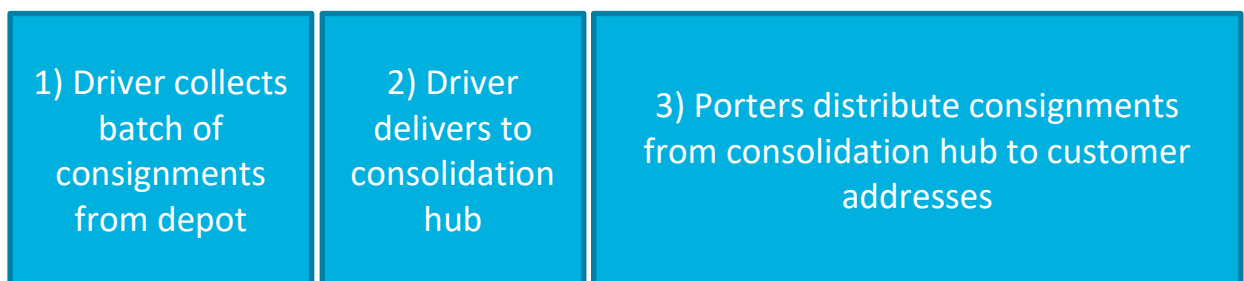 1) Driver collects
batch of
consignments
from depot
2) Driver
delivers to
consolidation
hub
3) Porters distribute consignments
from consolidation hub to customer
addresses